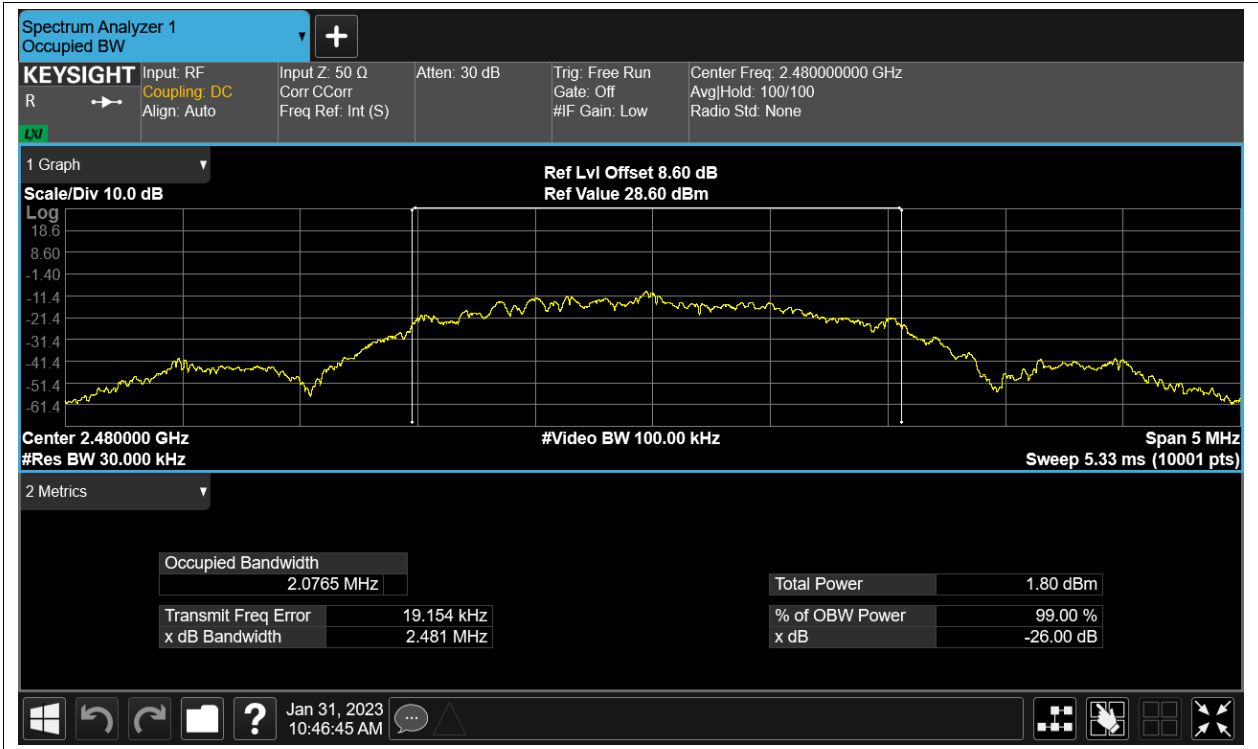 Spectrum Analyzer 1
Occupied BW
KEYSIGHT
R
LXI
Input: RF
Coupling: DC
Align: Auto
Input Z: 50 Ω
Corr CCorr
Freq Ref: Int (S)
Atten: 30 dB
Trig: Free Run
Gate: Off
#IF Gain: Low
Center Freq: 2.480000000 GHz
Avg|Hold: 100/100
Radio Std: None
1 Graph
Scale/Div 10.0 dB
Ref Lvl Offset 8.60 dB
Ref Value 28.60 dBm
Log
18.6
8.60
-1.40
-11.4
-21.4
-31.4
-41.4
-51.4
-61.4
Center 2.480000 GHz
#Video BW 100.00 kHz
Span 5 MHz
#Res BW 30.000 kHz
Sweep 5.33 ms (10001 pts)
2 Metrics
Occupied Bandwidth
2.0765 MHz
Total Power 1.80 dBm
Transmit Freq Error 19.154 kHz
% of OBW Power 99.00 %
x dB Bandwidth 2.481 MHz
x dB -26.00 dB
?
Jan 31, 2023
10:46:45 AM